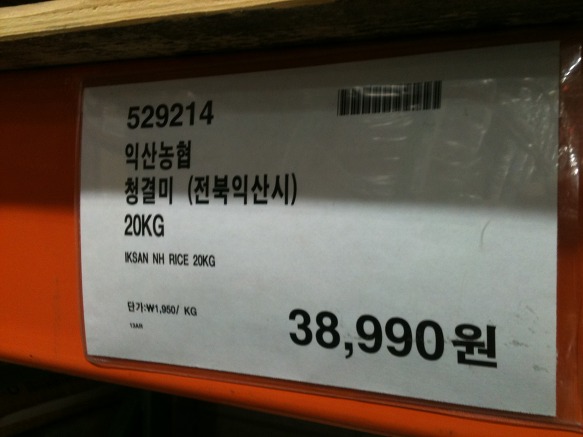 529214
익산농협
청결미 (전북익산시)
20KG
IKSAN NH RICE 20KG
단가:₩1,950/ KG
38,990원